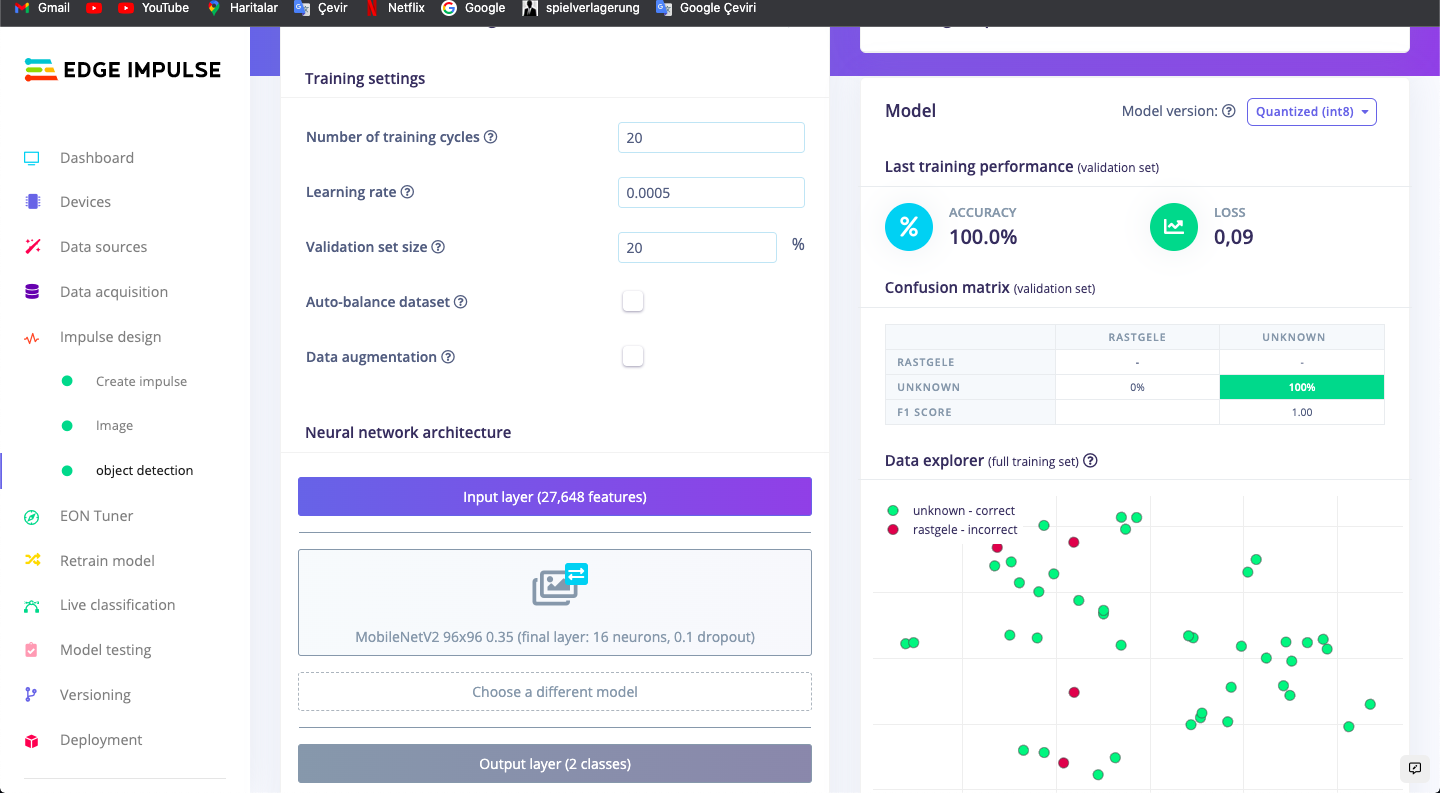 Gmail
YouTube
Haritalar
Çevir
Netflix
Google
spielverlagerung
Google Çeviri
EDGE IMPULSE
Dashboard
Devices
Data sources
Data acquisition
Impulse design
Create impulse
Image
object detection
EON Tuner
Retrain model
Live classification
Model testing
Versioning
Deployment
Training settings
Number of training cycles ?
20
Learning rate ?
0.0005
Validation set size ?
20
%
Auto-balance dataset ?
Data augmentation ?
Neural network architecture
Input layer (27,648 features)
MobileNetV2 96x96 0.35 (final layer: 16 neurons, 0.1 dropout)
Choose a different model
Output layer (2 classes)
Model
Model version: ?
Quantized (int8)
Last training performance (validation set)
%
ACCURACY
100.0%
LOSS
0,09
Confusion matrix (validation set)
RASTGELE UNKNOWN
RASTGELE - -
UNKNOWN 0% 100%
F1 SCORE 1.00
Data explorer (full training set) ?
unknown - correct
rastgele - incorrect